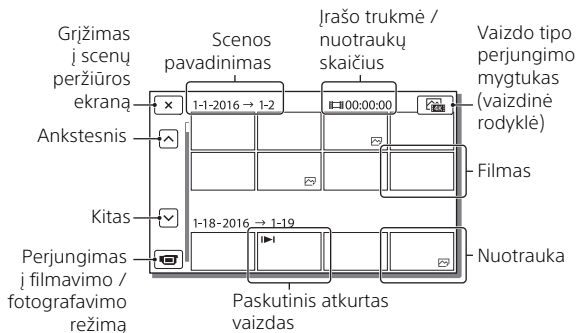 Grįžimas
į scenų
peržiūros
ekraną
Scenos
pavadinimas
Įrašo trukmė /
nuotraukų
skaičius
Vaizdo tipo
perjungimo
mygtukas
(vaizdinė
rodyklė)
1-1-2016 → 1-2
00:00:00
4K
Ankstesnis
Filmas
Kitas
1-18-2016 → 1-19
Perjungimas
į filmavimo /
fotografavimo
režimą
Paskutinis atkurtas
vaizdas
Nuotrauka